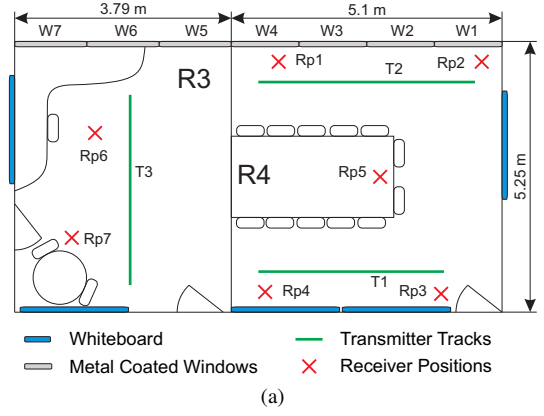 3.79 m 5.1 m
W7 W6 W5 W4 W3 W2 W1
R3 Rp1 T2 Rp2
Rp6 T3 R4 Rp5 5.25 m
Rp7
Rp4 T1 Rp3
Whiteboard Transmitter Tracks
Metal Coated Windows Receiver Positions
(a)